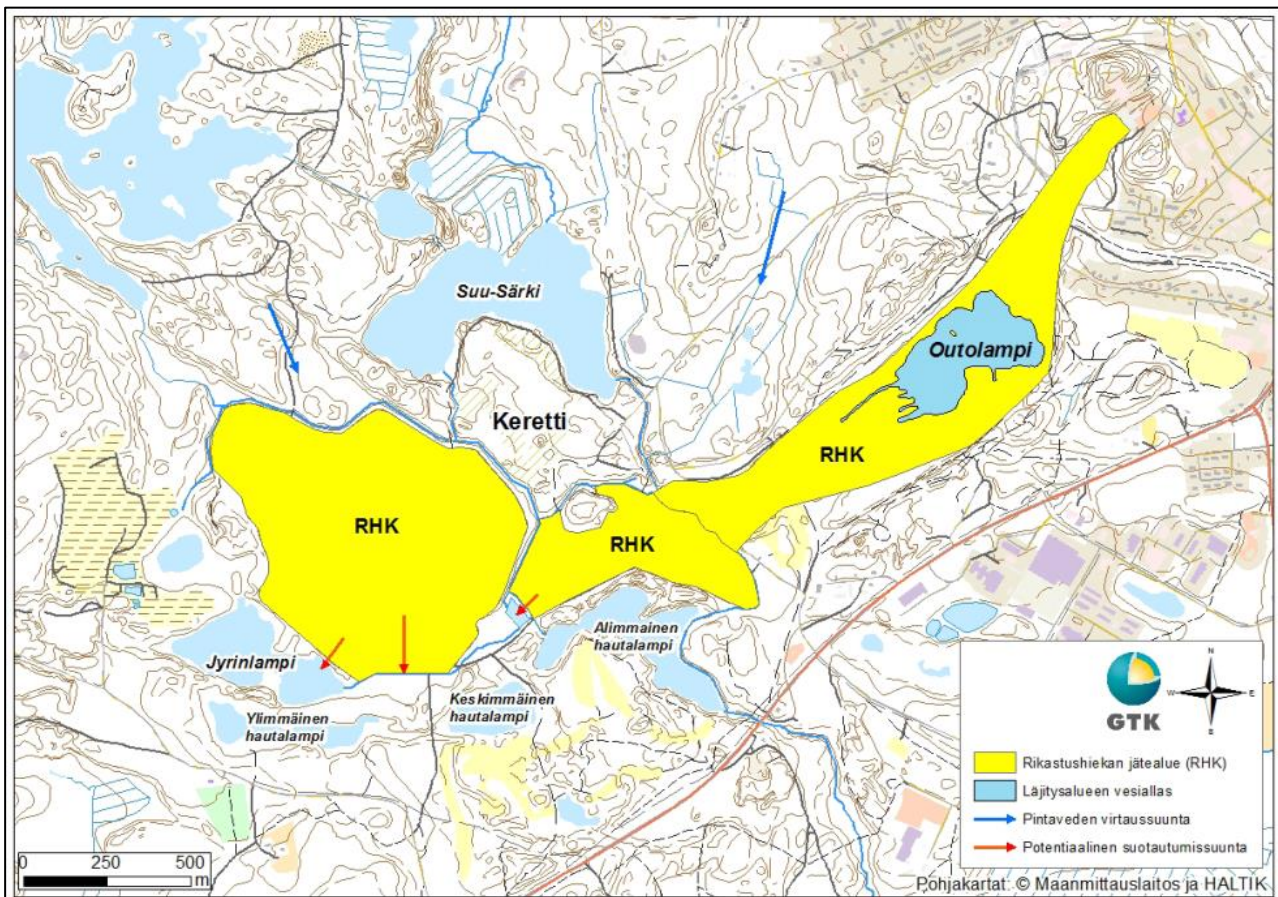 Suu-Särki
Outolampi
Keretti
RHK
RHK
RHK
Alimmainen
hautalampi
Jyrinlampi
Keskimmäinen
hautalampi
Ylimmäinen
hautalampi
N
W
E
GTK
Rikastushiekan jätealue (RHK)
Läjitysalueen vesiallas
Pintaveden virtaussuunta
Potentiaalinen suotautumissuunta
0 250 500
m
Pohjakartat: © Maanmittauslaitos ja HALTIK